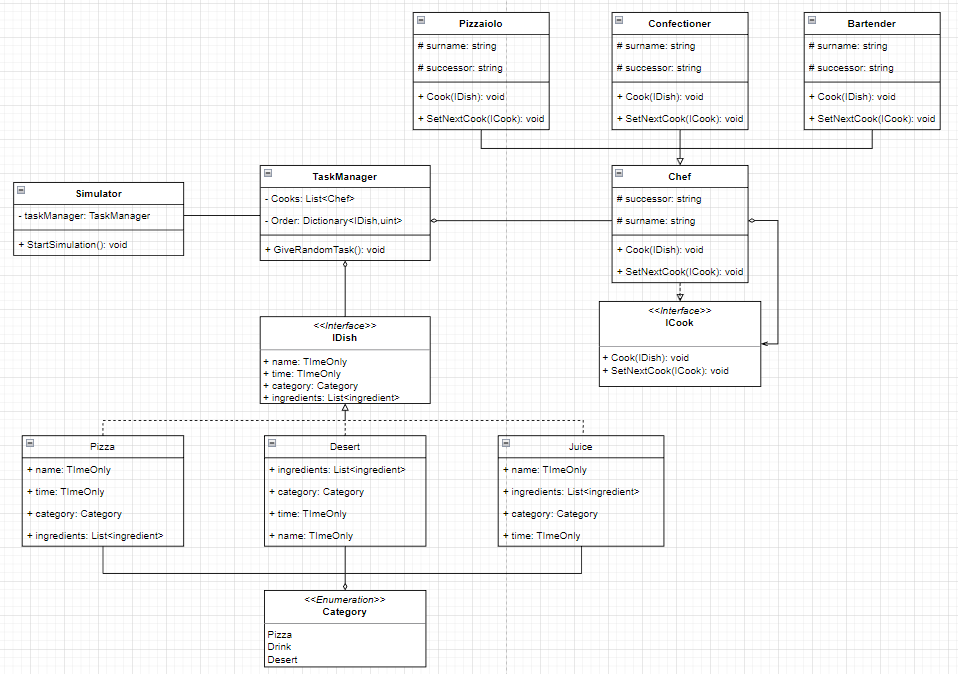 Pizzaiolo
# surname: string
# successor: string
+ Cook(IDish): void
+ SetNextCook(ICook): void
Confectioner
# surname: string
# successor: string
+ Cook(IDish): void
+ SetNextCook(ICook): void
Bartender
# surname: string
# successor: string
+ Cook(IDish): void
+ SetNextCook(ICook): void
Simulator
- taskManager: TaskManager
+ StartSimulation(): void
TaskManager
- Cooks: List<Chef>
- Order: Dictionary<IDish,uint>
+ GiveRandomTask(): void
Chef
# successor: string
# surname: string
+ Cook(IDish): void
+ SetNextCook(ICook): void
<<Interface>>
IDish
+ name: TImeOnly
+ time: TImeOnly
+ category: Category
+ ingredients: List<ingredient>
<<Interface>>
ICook
+ Cook(IDish): void
+ SetNextCook(ICook): void
Pizza
+ name: TImeOnly
+ time: TImeOnly
+ category: Category
+ ingredients: List<ingredient>
Desert
+ ingredients: List<ingredient>
+ category: Category
+ time: TImeOnly
+ name: TImeOnly
Juice
+ name: TImeOnly
+ ingredients: List<ingredient>
+ category: Category
+ time: TImeOnly
<<Enumeration>>
Category
Pizza
Drink
Desert